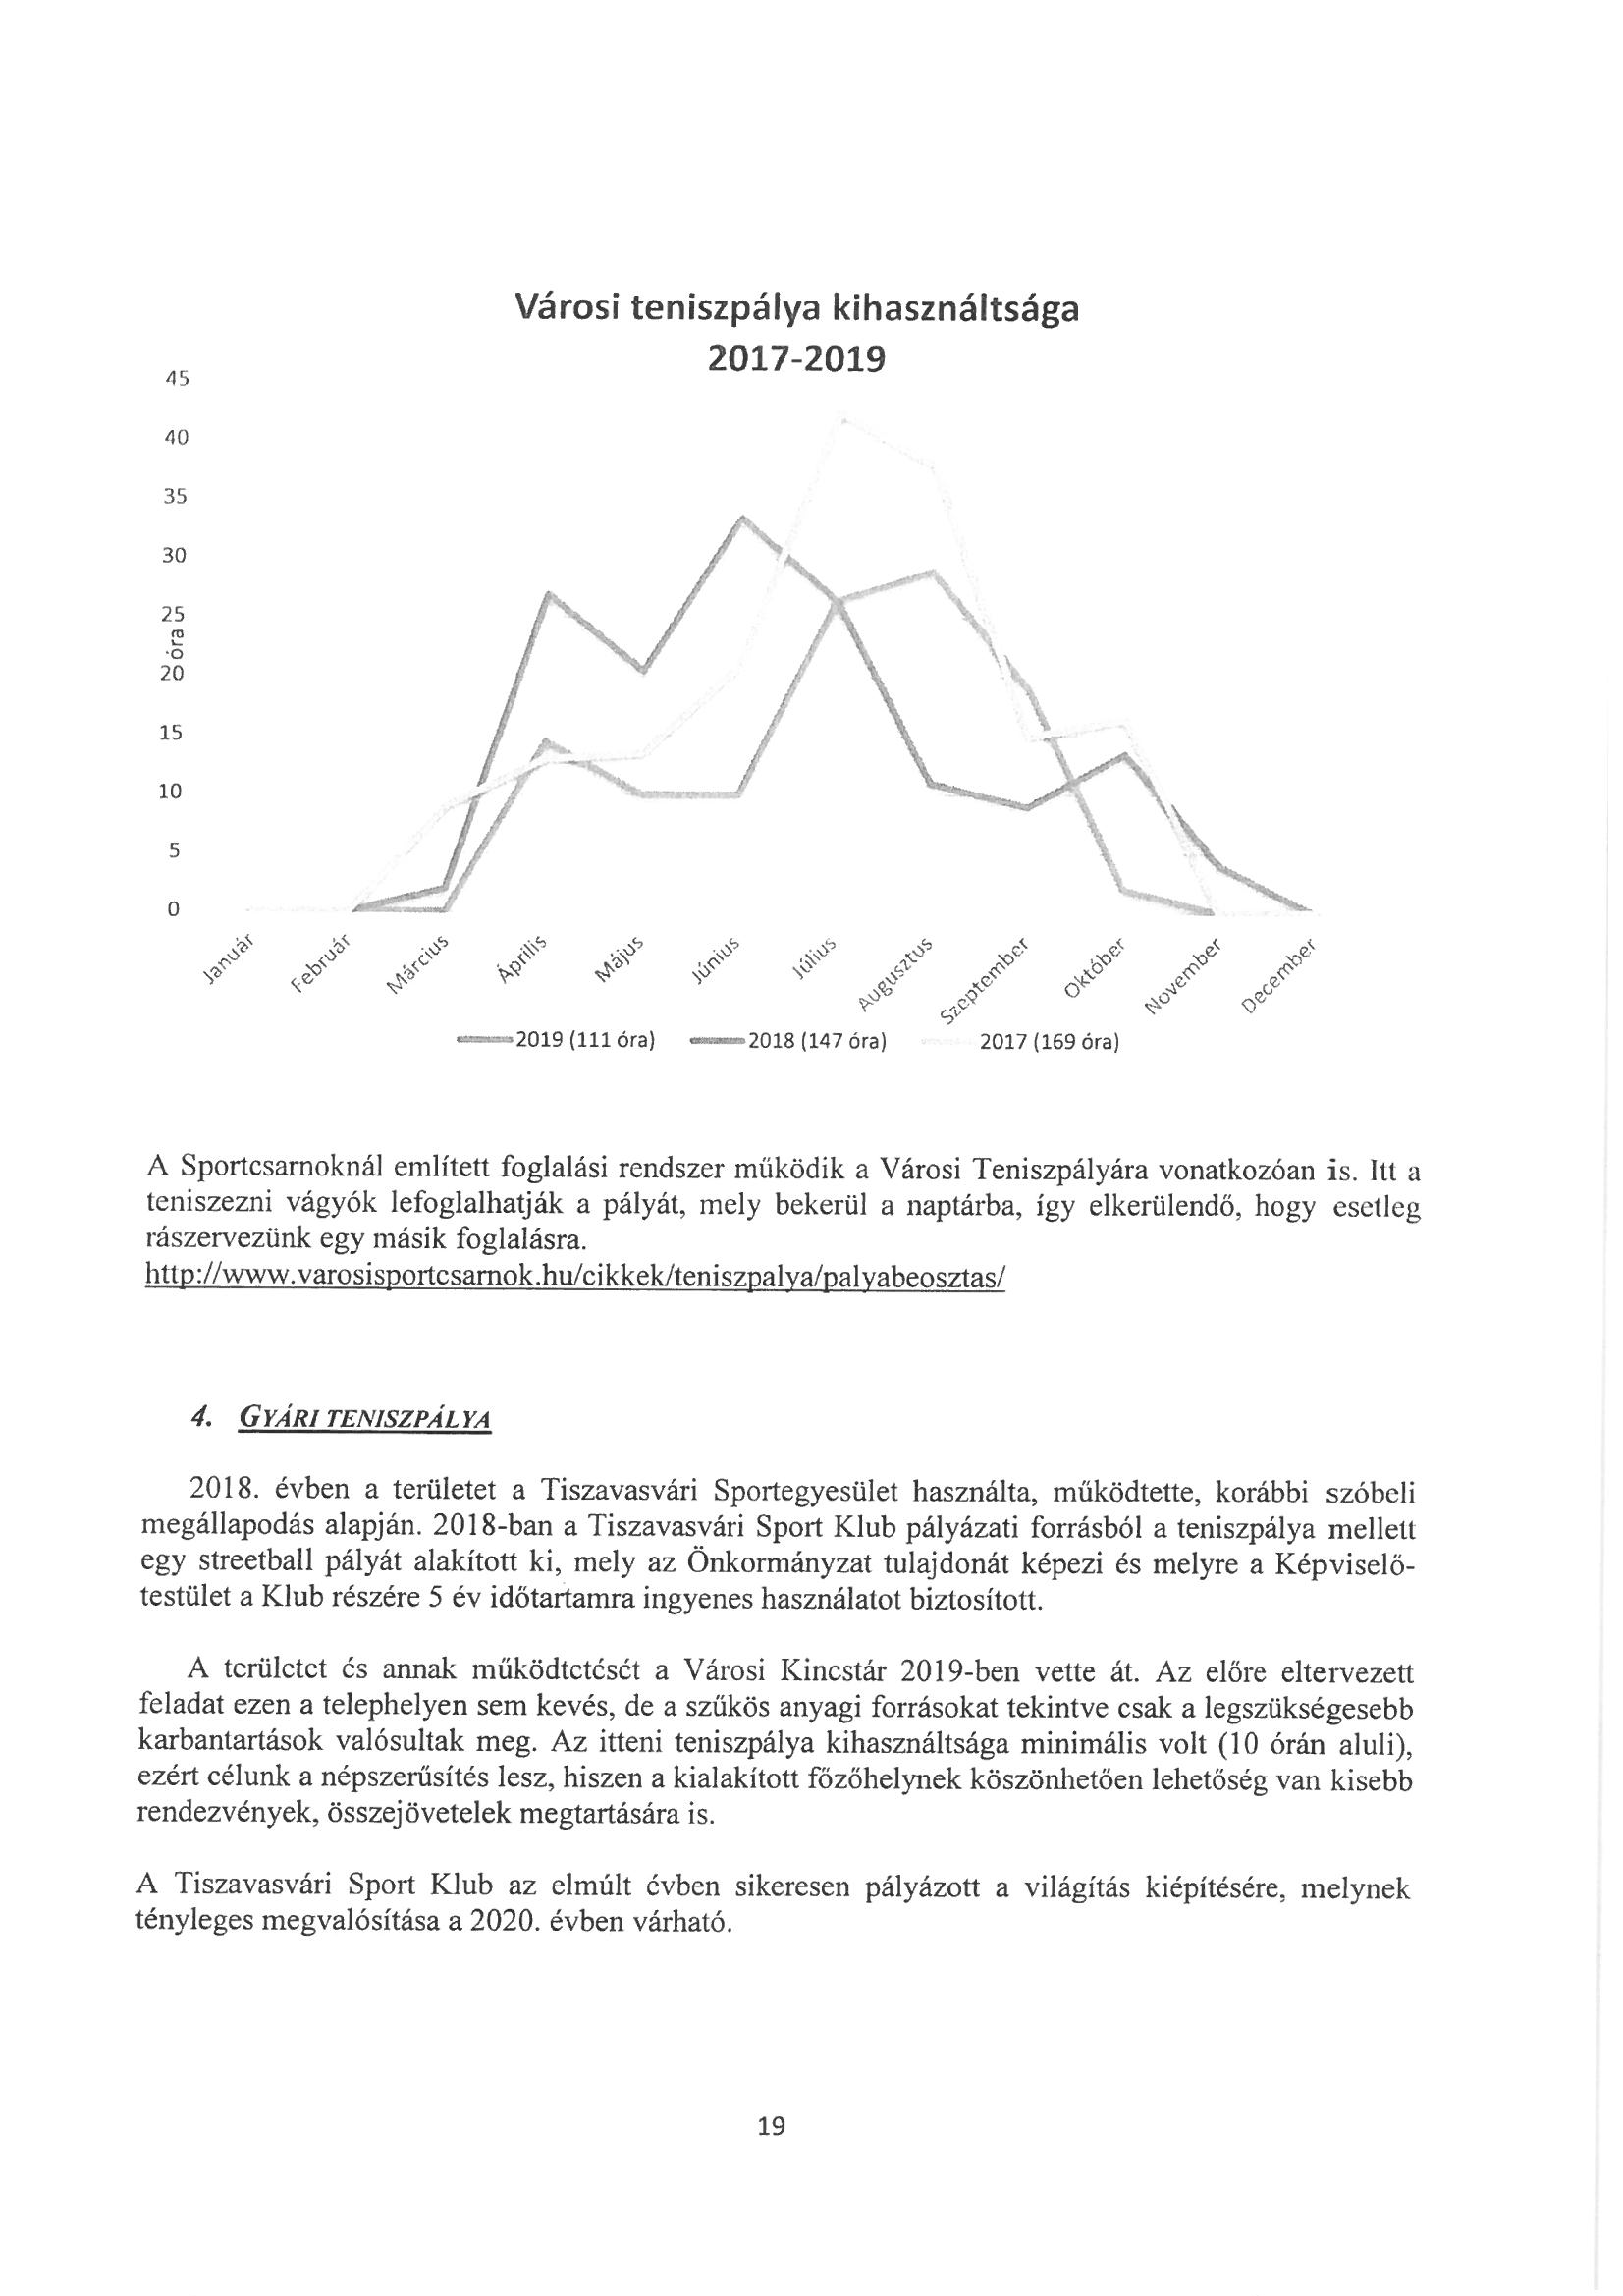 Városi teniszpálya kihasználtsága
2017-2019
45
40
35
30
25
óra
20
15
10
5
0
Január
Február
Március
Április
Május
Június
Július
Augusztus
Szeptember
Október
November
December
2019 (111 óra)
2018 (147 óra)
2017 (169 óra)
A Sportcsarnoknál említett foglalási rendszer működik a Városi Teniszpályára vonatkozóan is. Itt a
teniszezni vágyók lefoglalhatják a pályát, mely bekerül a naptárba, így elkerülendő, hogy esetleg
rászervezünk egy másik foglalásra.
http://www.varosisportcsarnok.hu/cikkek/teniszpalya/palyabeosztas/
4. GYÁRI TENISZPÁLYA
2018. évben a területet a Tiszavasvári Sportegyesület használta, működtette, korábbi szóbeli
megállapodás alapján. 2018-ban a Tiszavasvári Sport Klub pályázati forrásból a teniszpálya mellett
egy streetball pályát alakított ki, mely az Önkormányzat tulajdonát képezi és melyre a Képviselő-
testület a Klub részére 5 év időtartamra ingyenes használatot biztosított.
A területet és annak működtetését a Városi Kincstár 2019-ben vette át. Az előre eltervezett
feladat ezen a telephelyen sem kevés, de a szűkös anyagi forrásokat tekintve csak a legszükségesebb
karbantartások valósultak meg. Az itteni teniszpálya kihasználtsága minimális volt (10 órán aluli),
ezért célunk a népszerűsítés lesz, hiszen a kialakított főzőhelynek köszönhetően lehetőség van kisebb
rendezvények, összejövetelek megtartására is.
A Tiszavasvári Sport Klub az elmúlt évben sikeresen pályázott a világítás kiépítésére, melynek
tényleges megvalósítása a 2020. évben várható.
19